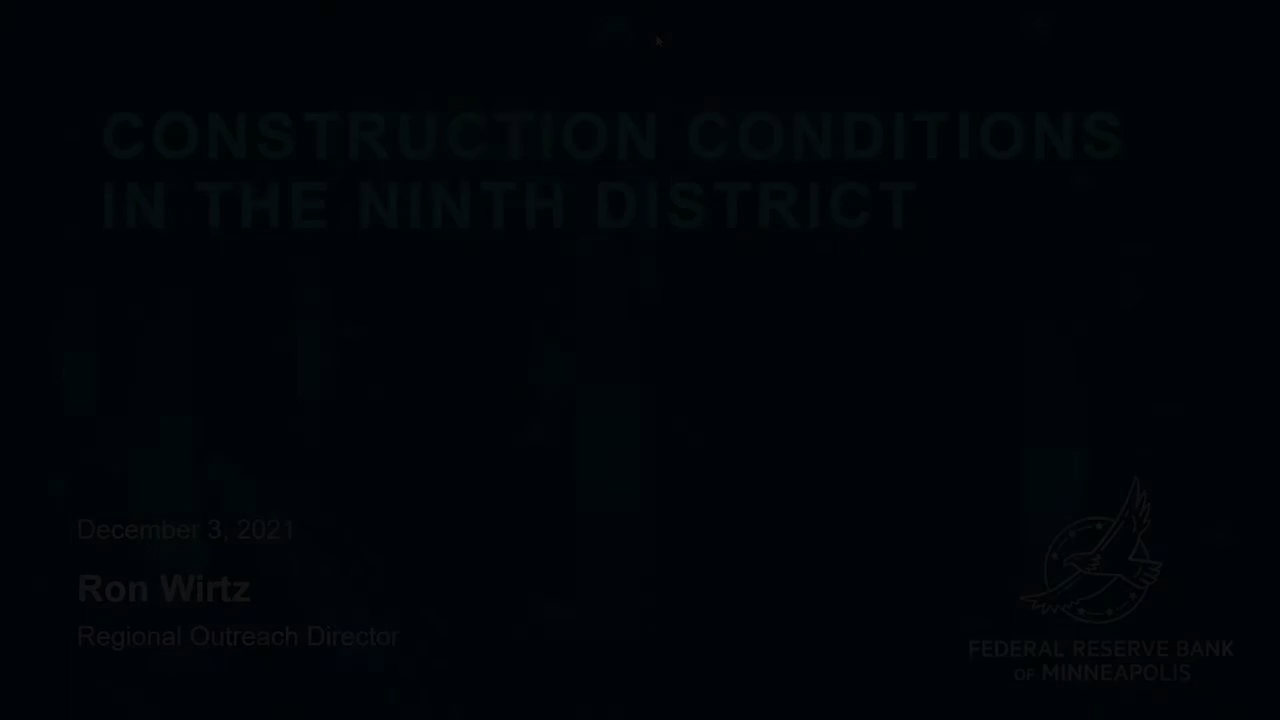 CONSTRUCTION CONDITIONS
IN THE NINTH DISTRICT
December 3, 2021
Ron Wirtz
Regional Outreach Director
FEDERAL RESERVE BANK
OF MINNEAPOLIS